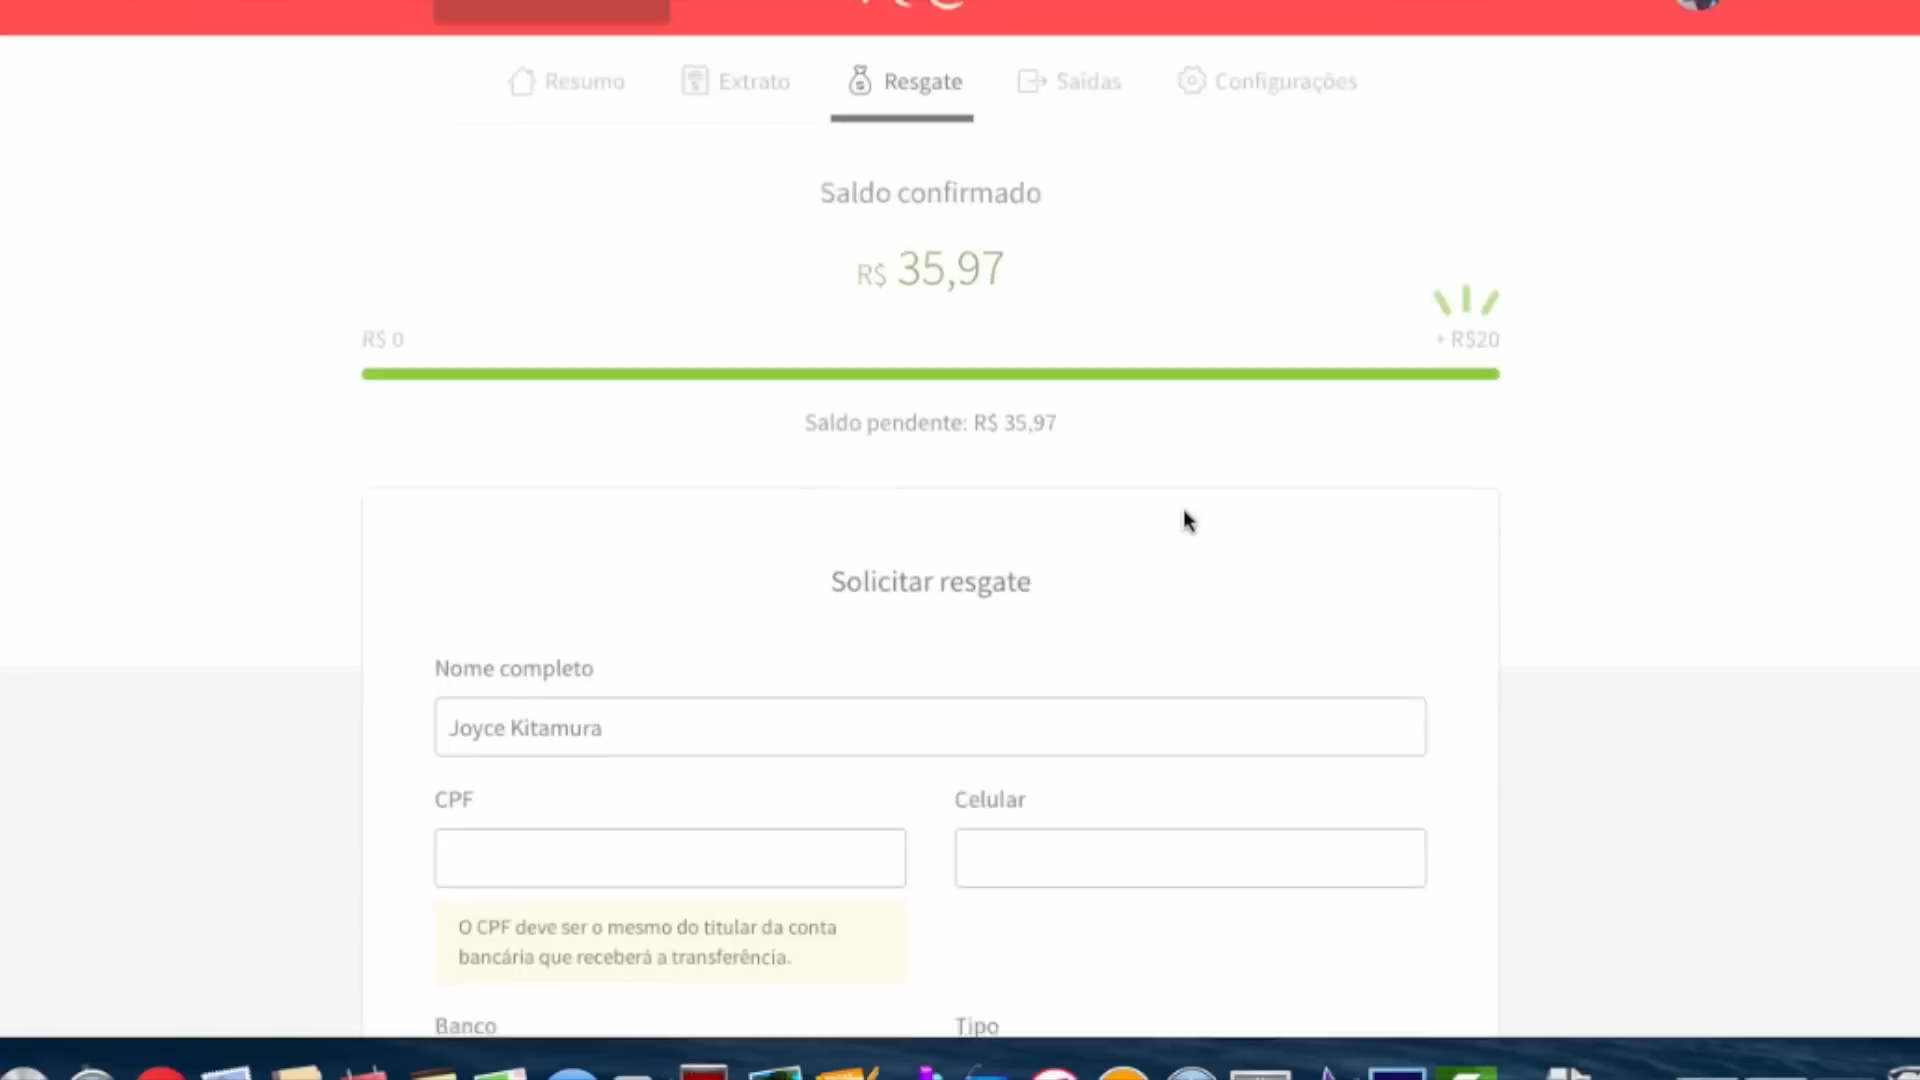 Resumo
Extrato
Resgate
Saídas
Configurações
Saldo confirmado
R$ 35,97
R$ 0
+ R$20
Saldo pendente: R$ 35,97
Solicitar resgate
Nome completo
Joyce Kitamura
CPF
Celular
O CPF deve ser o mesmo do titular da conta
bancária que receberá a transferência.
Banco
Tipo